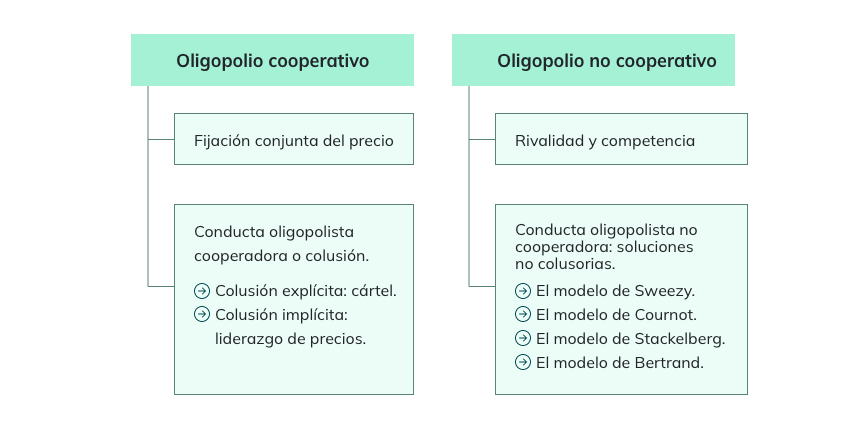 Oligopolio cooperativo
Fijación conjunta del precio
Conducta oligopolista
cooperadora o colusión.
Colusión explícita: cártel.
Colusión implícita:
liderazgo de precios.
Oligopolio no cooperativo
Rivalidad y competencia
Conducta oligopolista no
cooperadora: soluciones
no colusorias.
El modelo de Sweezy.
El modelo de Cournot.
El modelo de Stackelberg.
El modelo de Bertrand.